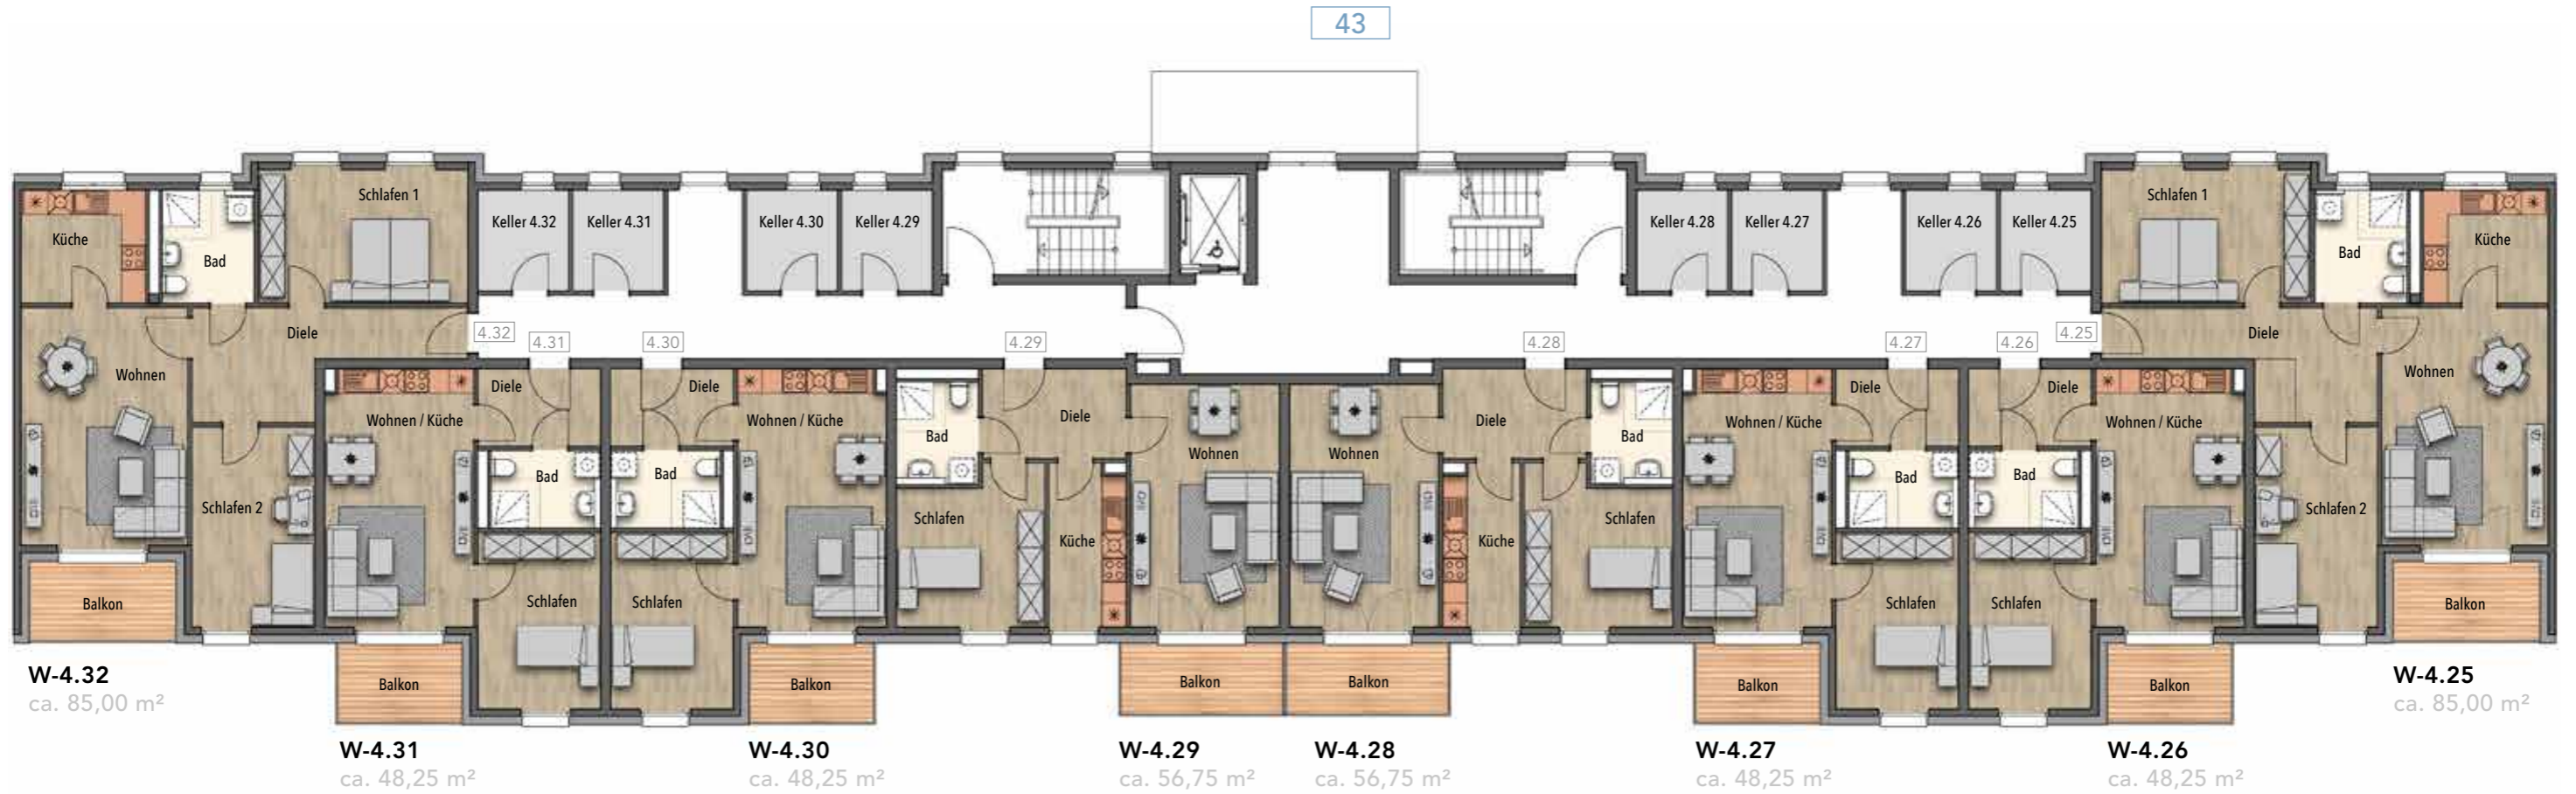 43
Schlafen 1
Schlafen 1
Keller 4.32
Keller 4.31
Keller 4.30
Keller 4.29
Keller 4.28
Keller 4.27
Keller 4.26
Keller 4.25
Küche
Bad
Bad
Küche
Diele
4.32
4.31
4.30
4.29
4.28
4.27
4.26
4.25
Diele
Wohnen
Diele
Diele
Wohnen
Diele
Diele
Diele
Diele
Wohnen / Küche
Wohnen / Küche
Wohnen / Küche
Wohnen / Küche
Bad
Wohnen
Wohnen
Bad
Bad
Bad
Bad
Bad
Schlafen 2
Schlafen
Küche
Küche
Schlafen
Schlafen 2
Balkon
Schlafen
Schlafen
Schlafen
Schlafen
Balkon
Balkon
Balkon
Balkon
Balkon
Balkon
Balkon
W-4.32
ca. 85,00 m²
W-4.25
ca. 85,00 m²
W-4.31
ca. 48,25 m²
W-4.30
ca. 48,25 m²
W-4.29
ca. 56,75 m²
W-4.28
ca. 56,75 m²
W-4.27
ca. 48,25 m²
W-4.26
ca. 48,25 m²